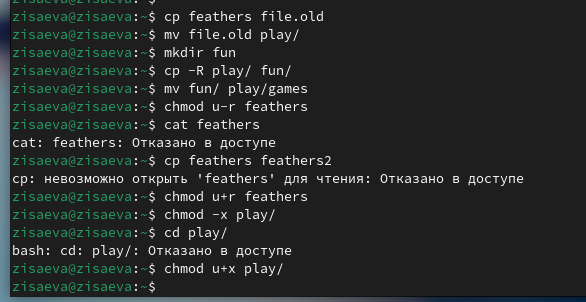 zisaeva@zisaeva:~$
zisaeva@zisaeva:~$ cp feathers file.old
zisaeva@zisaeva:~$ mv file.old play/
zisaeva@zisaeva:~$ mkdir fun
zisaeva@zisaeva:~$ cp -R play/ fun/
zisaeva@zisaeva:~$ mv fun/ play/games
zisaeva@zisaeva:~$ chmod u-r feathers
zisaeva@zisaeva:~$ cat feathers
cat: feathers: Отказано в доступе
zisaeva@zisaeva:~$ cp feathers feathers2
cp: невозможно открыть 'feathers' для чтения: Отказано в доступе
zisaeva@zisaeva:~$ chmod u+r feathers
zisaeva@zisaeva:~$ chmod -x play/
zisaeva@zisaeva:~$ cd play/
bash: cd: play/: Отказано в доступе
zisaeva@zisaeva:~$ chmod u+x play/
zisaeva@zisaeva:~$